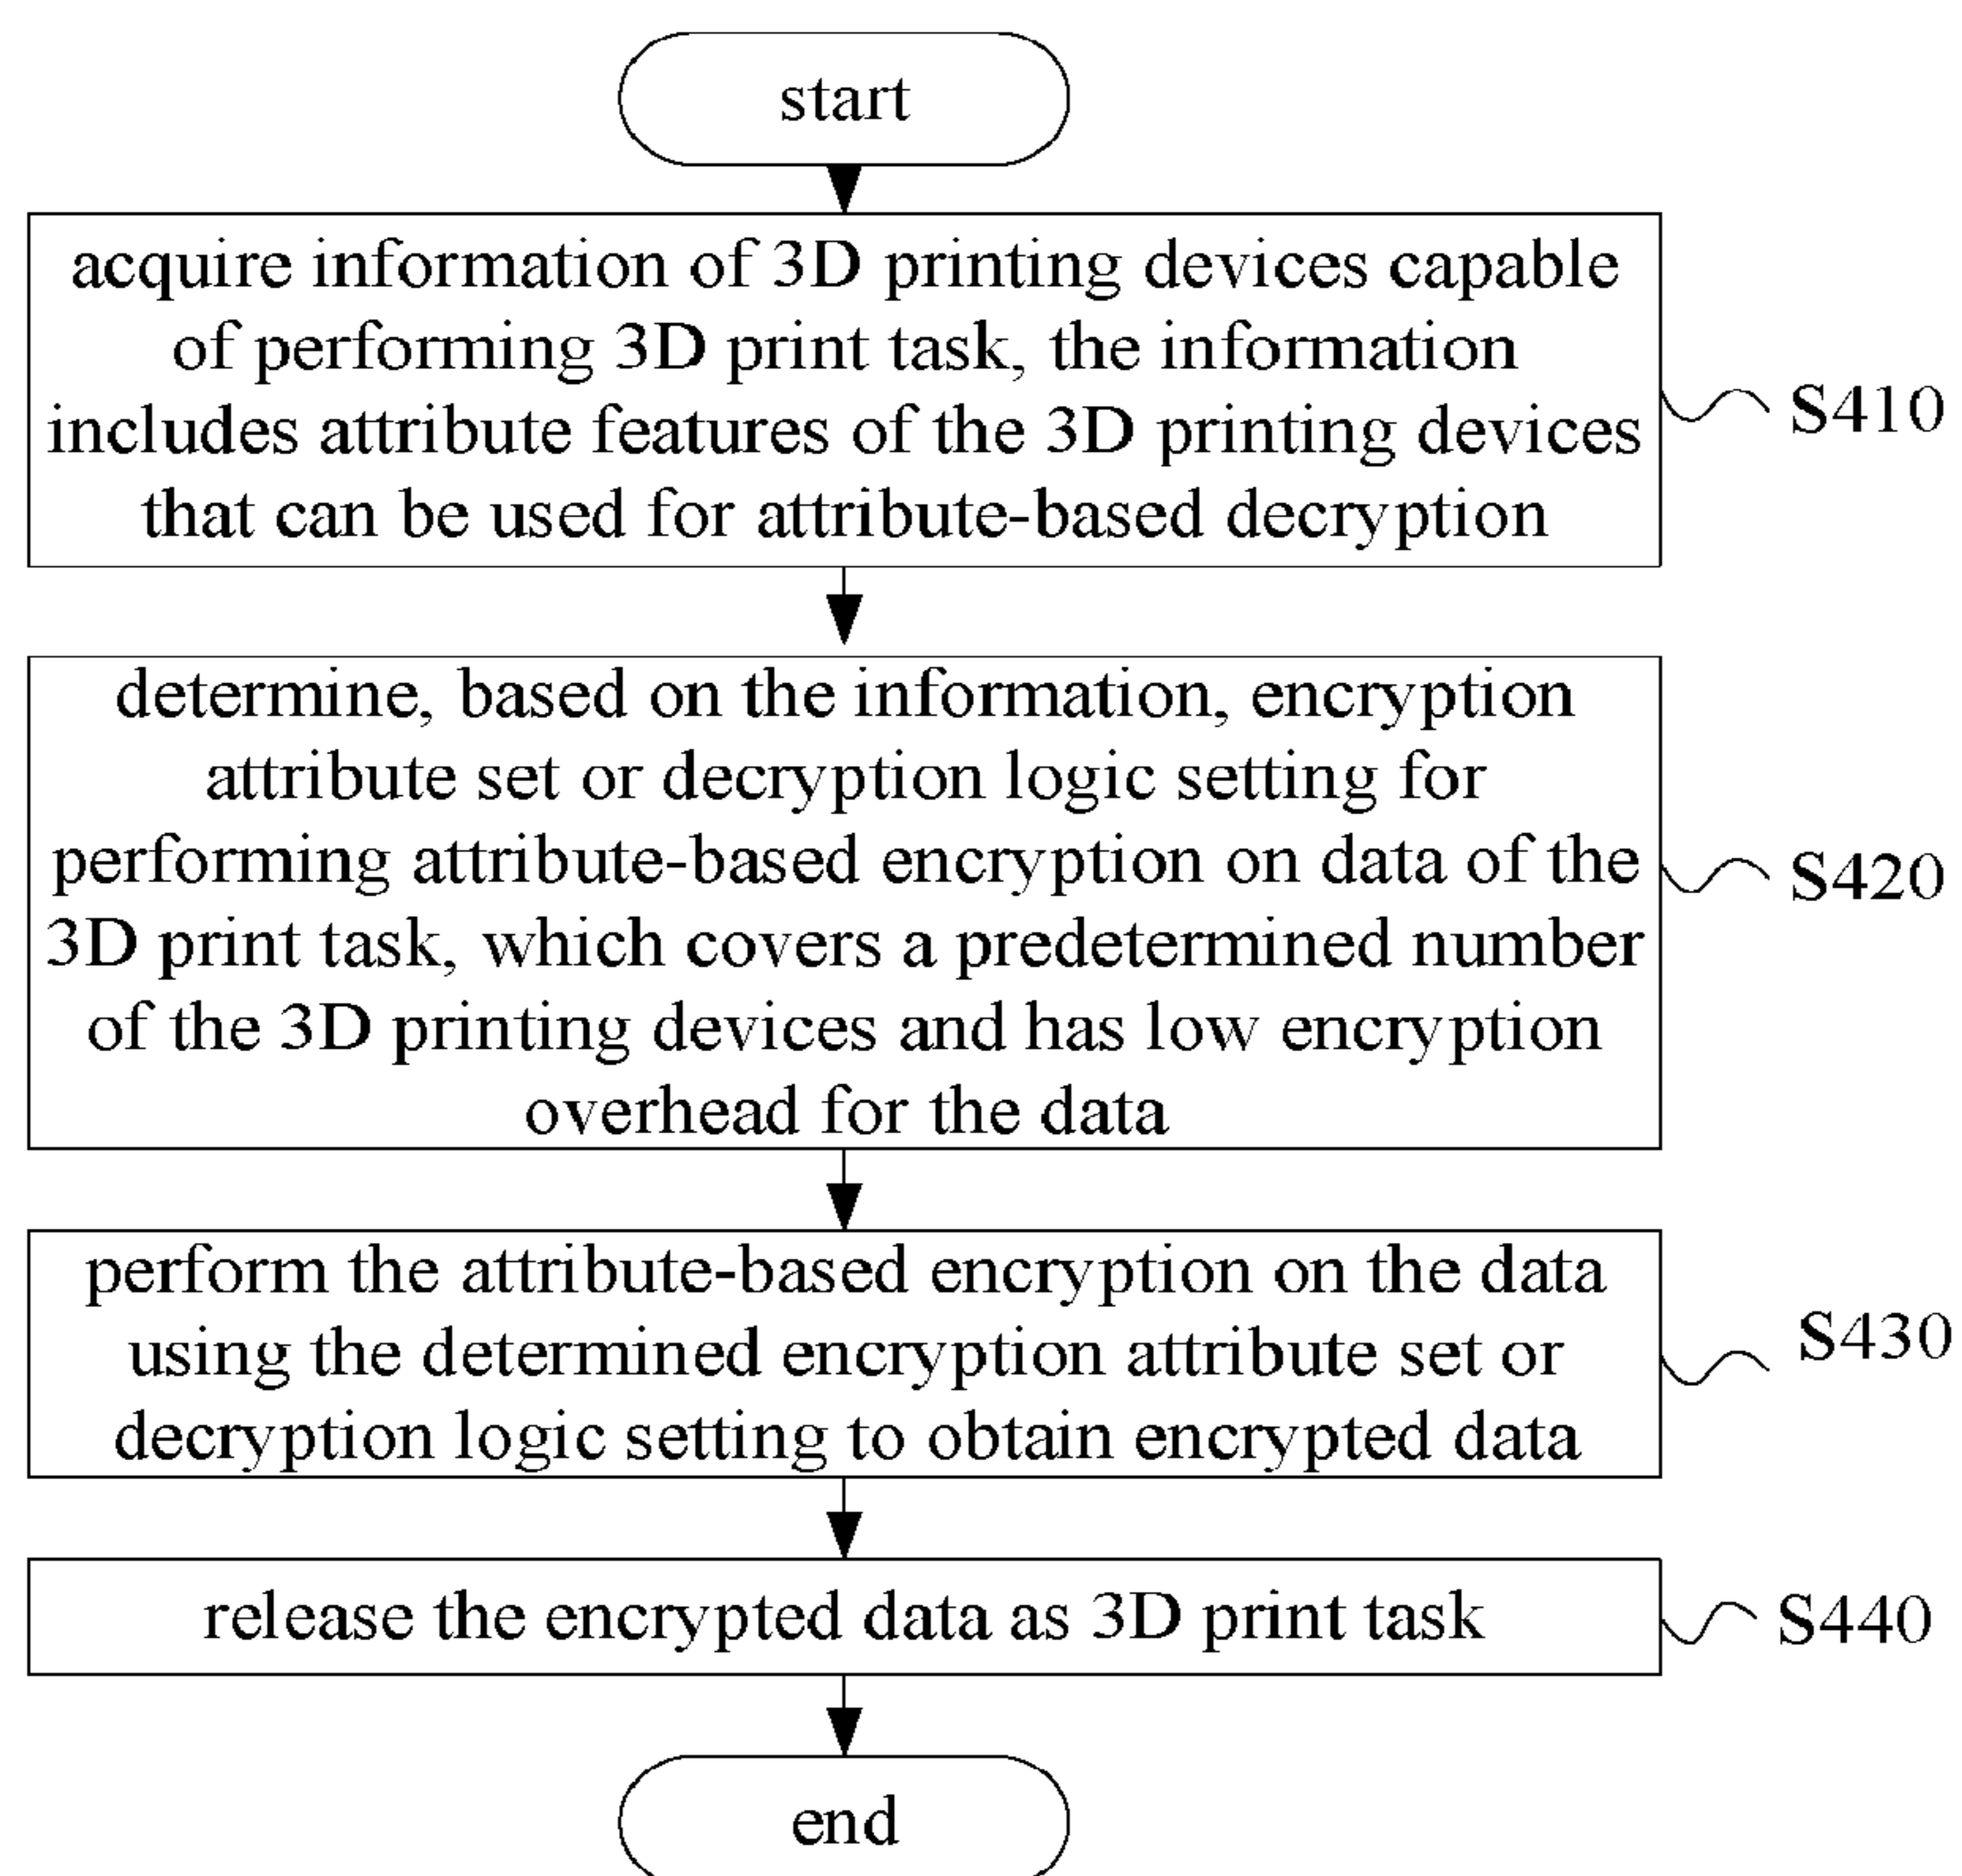 start
acquire information of 3D printing devices capable
of performing 3D print task, the information
includes attribute features of the 3D printing devices
that can be used for attribute-based decryption
S410
determine, based on the information, encryption
attribute set or decryption logic setting for
performing attribute-based encryption on data of the
3D print task, which covers a predetermined number
of the 3D printing devices and has low encryption
overhead for the data
S420
perform the attribute-based encryption on the data
using the determined encryption attribute set or
decryption logic setting to obtain encrypted data
S430
release the encrypted data as 3D print task
S440
end